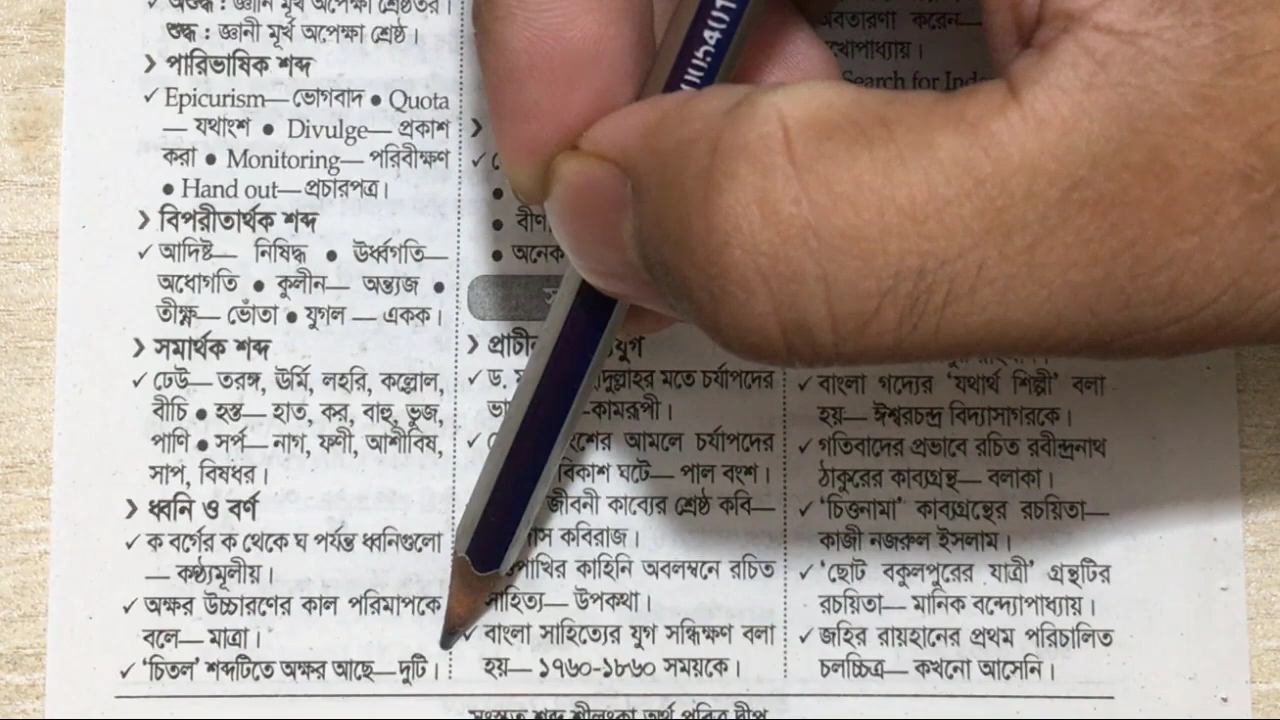 অশুদ্ধ : জ্ঞানি মূর্খ অপেক্ষা শ্রেষ্ঠতর।
শুদ্ধ : জ্ঞানী মূর্খ অপেক্ষা শ্রেষ্ঠ।
❯ পারিভাষিক শব্দ
✓ Epicurism— ভোগবাদ ● Quota
— যথাংশ ● Divulge— প্রকাশ
করা ● Monitoring— পরিবীক্ষণ
● Hand out— প্রচারপত্র।
❯ বিপরীতার্থক শব্দ
✓ আদিষ্ট— নিষিদ্ধ ● ঊর্ধ্বগতি—
অধোগতি ● কুলীন— অন্ত্যজ ●
তীক্ষ্ণ— ভোঁতা ● যুগল — একক।
❯ সমার্থক শব্দ
✓ ঢেউ— তরঙ্গ, ঊর্মি, লহরি, কল্লোল,
বীচি ● হস্ত— হাত, কর, বাহু, ভুজ,
পাণি ● সর্প— নাগ, ফণী, আশীবিষ,
সাপ, বিষধর।
❯ ধ্বনি ও বর্ণ
✓ ক বর্গের ক থেকে ঘ পর্যন্ত ধ্বনিগুলো
— কণ্ঠ্যমূলীয়।
✓ অক্ষর উচ্চারণের কাল পরিমাপকে
বলে— মাত্রা।
✓ ‘চিতল’ শব্দটিতে অক্ষর আছে— দুটি।
● অনেক
✓ ড. মতে চর্যাপদের
-কামরূপী।
আমলে চর্যাপদের
বিকাশ ঘটে— পাল বংশ।
জীবনী কাব্যের শ্রেষ্ঠ কবি—
কবিরাজ।
কাহিনি অবলম্বনে রচিত
সাহিত্য— উপকথা।
✓ বাংলা সাহিত্যের যুগ সন্ধিক্ষণ বলা
হয়— ১৭৬০-১৮৬০ সময়কে।
অবতারণা করেন—
Search for
✓ বাংলা গদ্যের ‘যথার্থ শিল্পী’ বলা
হয়— ঈশ্বরচন্দ্র বিদ্যাসাগরকে।
✓ গতিবাদের প্রভাবে রচিত রবীন্দ্রনাথ
ঠাকুরের কাব্যগ্রন্থ— বলাকা।
✓ ‘চিত্তনামা’ কাব্যগ্রন্থের রচয়িতা—
কাজী নজরুল ইসলাম।
✓ ‘ছোট বকুলপুরের যাত্রী’ গ্রন্থটির
রচয়িতা— মানিক বন্দ্যোপাধ্যায়।
✓ জহির রায়হানের প্রথম পরিচালিত
চলচ্চিত্র— কখনো আসেনি।